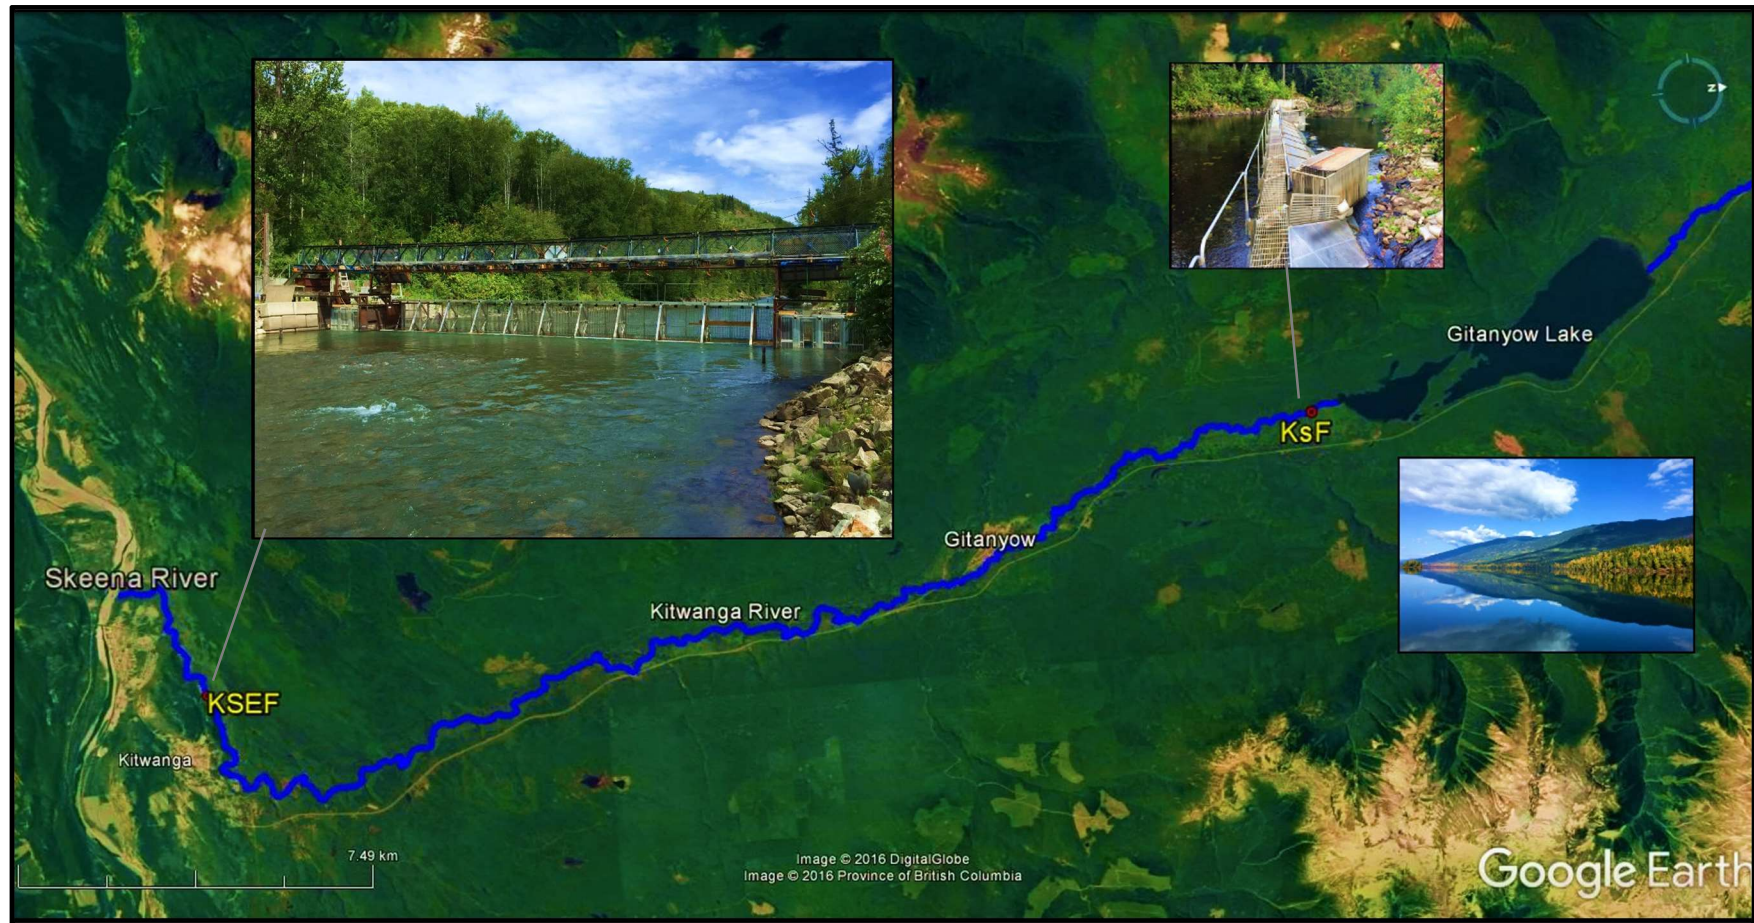 N
Gitanyow Lake
KsF
Gitanyow
Skeena River
Kitwanga River
KSEF
Kitwanga
7.49 km
Image © 2016 DigitalGlobe
Image © 2016 Province of British Columbia
Google Earth